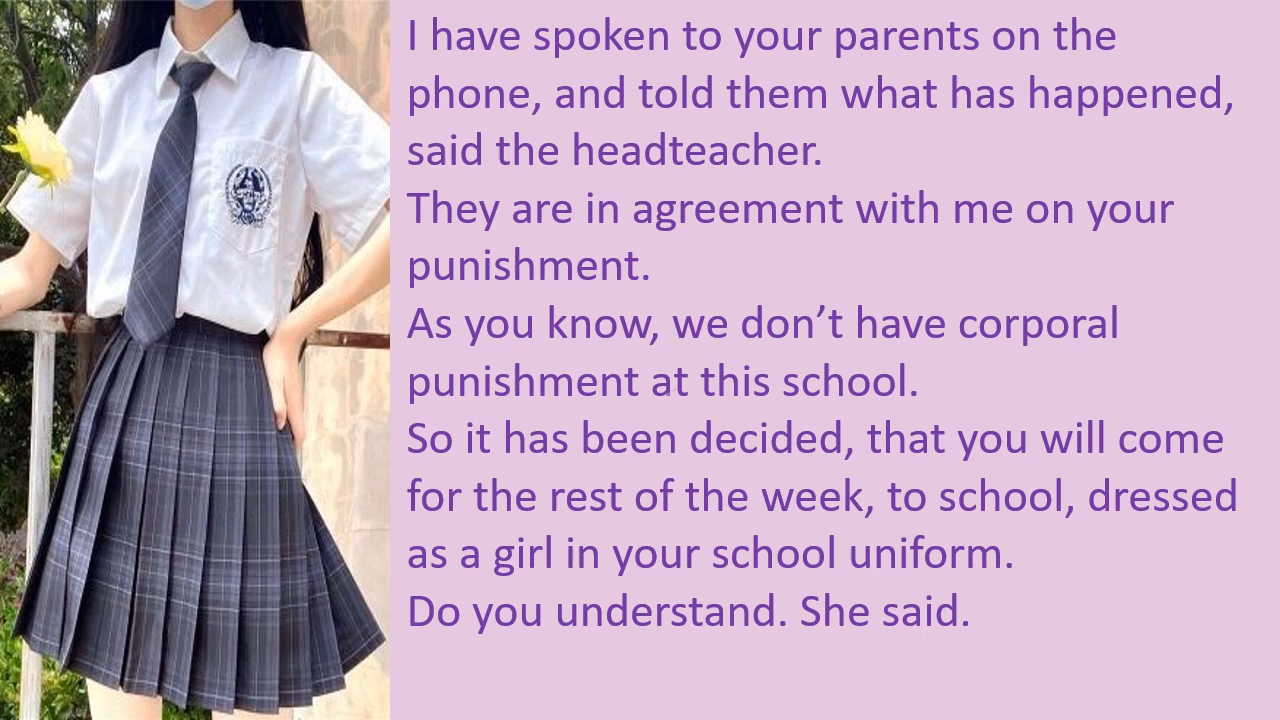 I have spoken to your parents on the
phone, and told them what has happened,
said the headteacher.
They are in agreement with me on your
punishment.
As you know, we don’t have corporal
punishment at this school.
So it has been decided, that you will come
for the rest of the week, to school, dressed
as a girl in your school uniform.
Do you understand. She said.